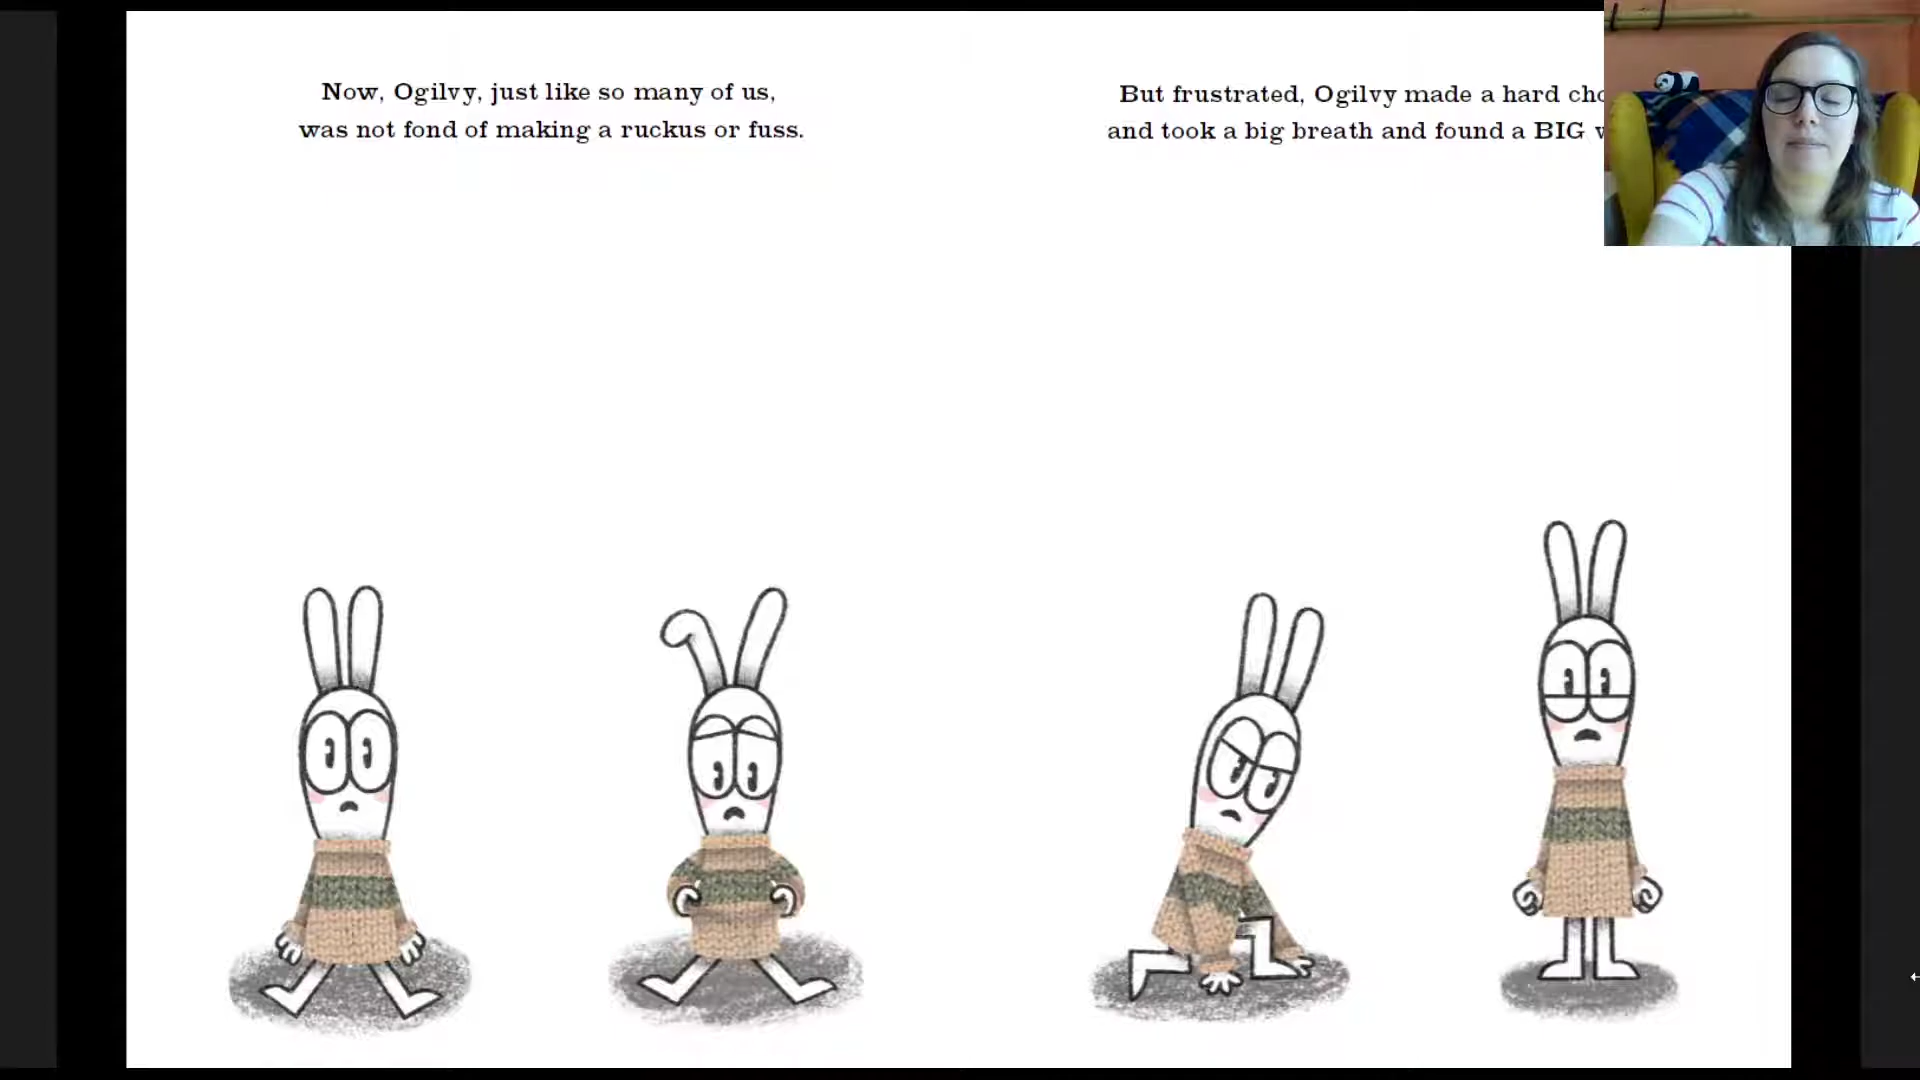 Now, Ogilvy, just like so many of us,
was not fond of making a ruckus or fuss.
But frustrated, Ogilvy made a hard
and took a big breath and found a BIG